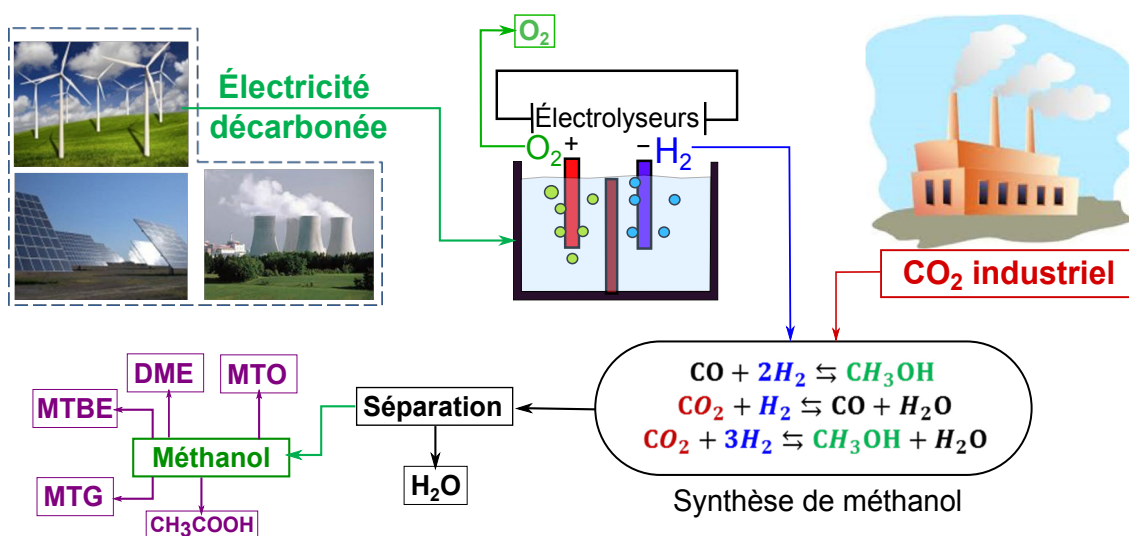 O₂
Électricité
décarbonée
Électrolyseurs
O₂ + − H₂
CO₂ industriel
CO + 2H₂ ⇆ CH₃OH
CO₂ + H₂ ⇆ CO + H₂O
CO₂ + 3H₂ ⇆ CH₃OH + H₂O
Synthèse de méthanol
Séparation
H₂O
DME
MTO
MTBE
Méthanol
MTG
CH₃COOH